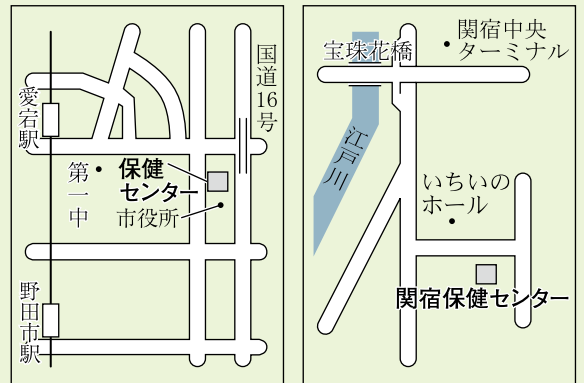 国道16号
愛宕駅
第一中
保健
センター
市役所
野田市駅
宝珠花橋
関宿中央
ターミナル
江戸川
いちいの
ホール
関宿保健センター